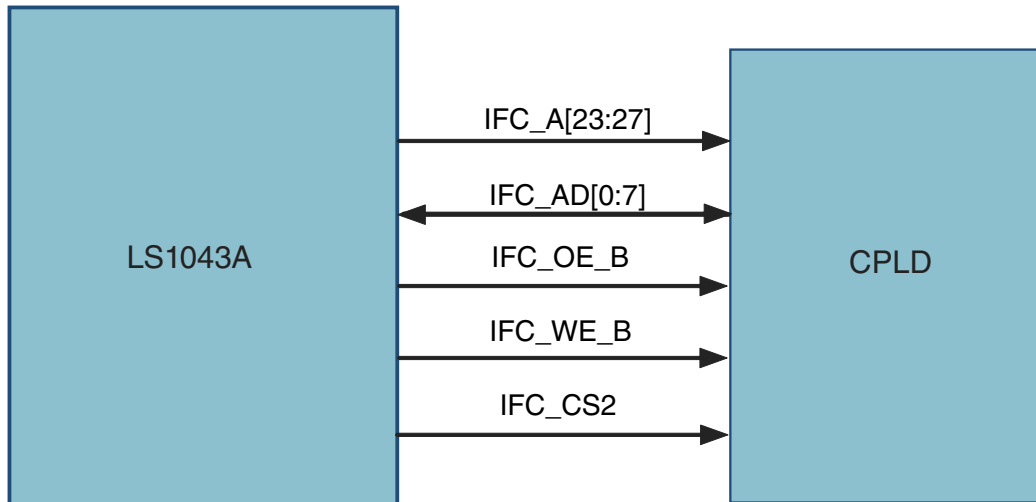 IFC_A[23:27]
IFC_AD[0:7]
LS1043A
IFC_OE_B
CPLD
IFC_WE_B
IFC_CS2